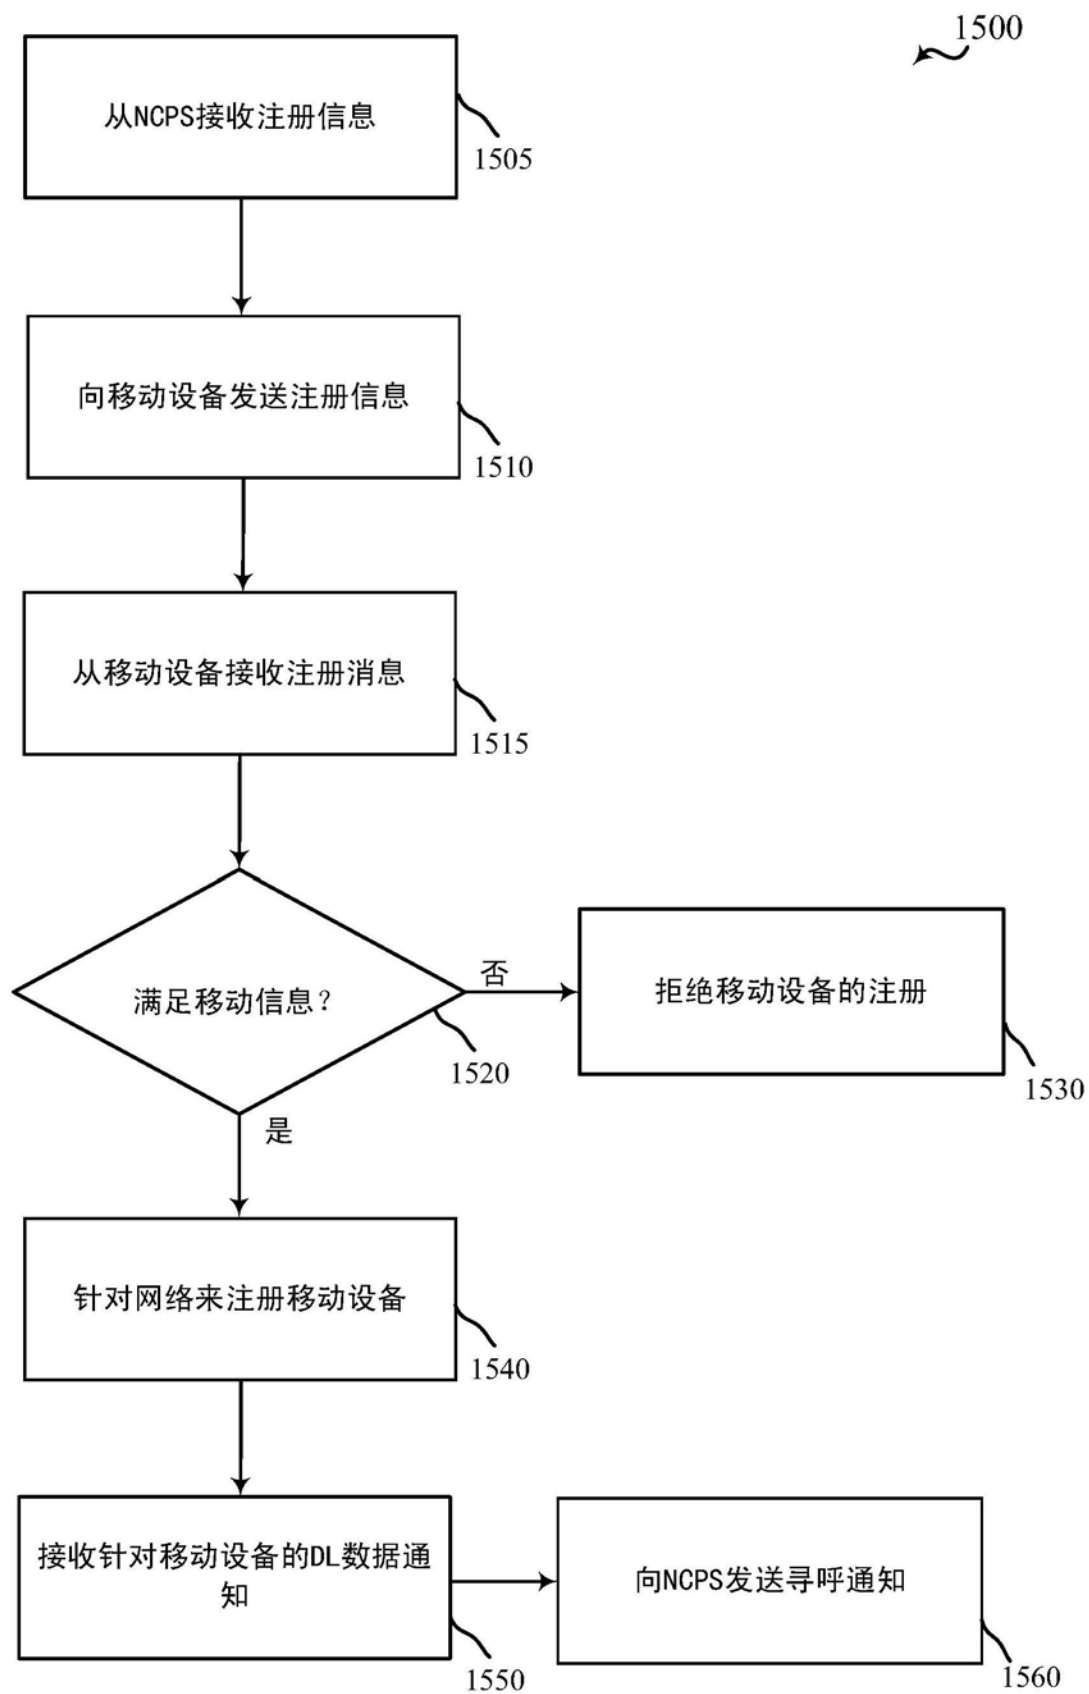 1500
从NCPS接收注册信息
1505
向移动设备发送注册信息
1510
从移动设备接收注册消息
1515
满足移动信息？
否
1520
拒绝移动设备的注册
1530
是
针对网络来注册移动设备
1540
接收针对移动设备的DL数据通
知
1550
向NCPS发送寻呼通知
1560